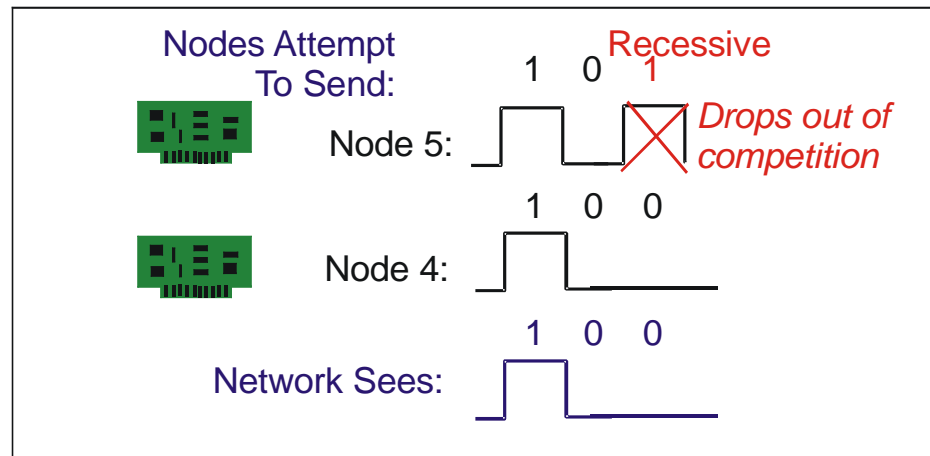 Nodes Attempt
To Send:
Recessive
1 0 1
Node 5:
Drops out of
competition
1 0 0
Node 4:
1 0 0
Network Sees: